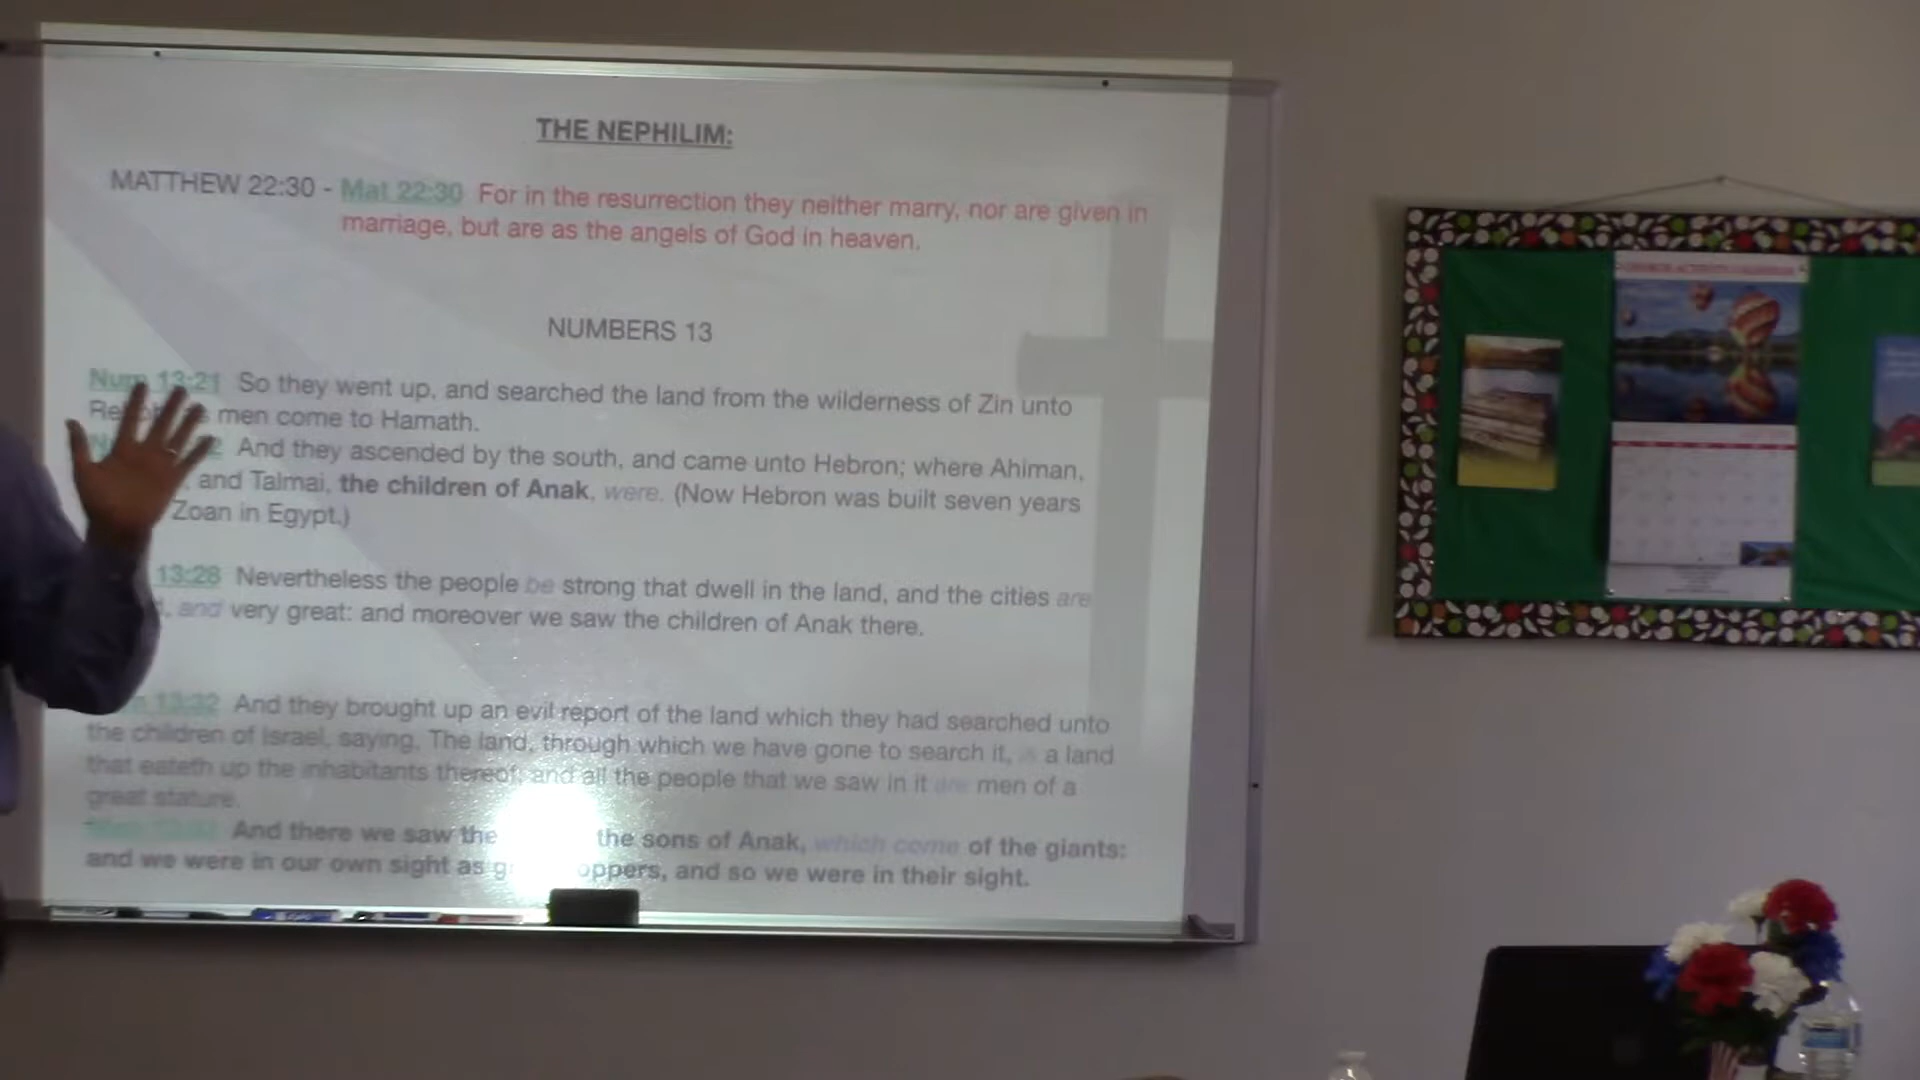 THE NEPHILIM:
MATTHEW 22:30 - Mat 22:30 For in the resurrection they neither marry, nor are given in
marriage, but are as the angels of God in heaven.
NUMBERS 13
Num 13:21 So they went up, and searched the land from the wilderness of Zin unto
men come to Hamath.
And they ascended by the south, and came unto Hebron; where Ahiman,
and Talmai, the children of Anak, were. (Now Hebron was built seven years
Zoan in Egypt.)
13:28 Nevertheless the people be strong that dwell in the land, and the cities are
and very great: and moreover we saw the children of Anak there.
13:32 And they brought up an evil report of the land which they had searched unto
the children of Israel, saying, The land, through which we have gone to search it, is a land
that eateth up the inhabitants thereof; and all the people that we saw in it are men of a
great stature.
And there we saw the the sons of Anak, which come of the giants:
and we were in our own sight as oppers, and so we were in their sight.